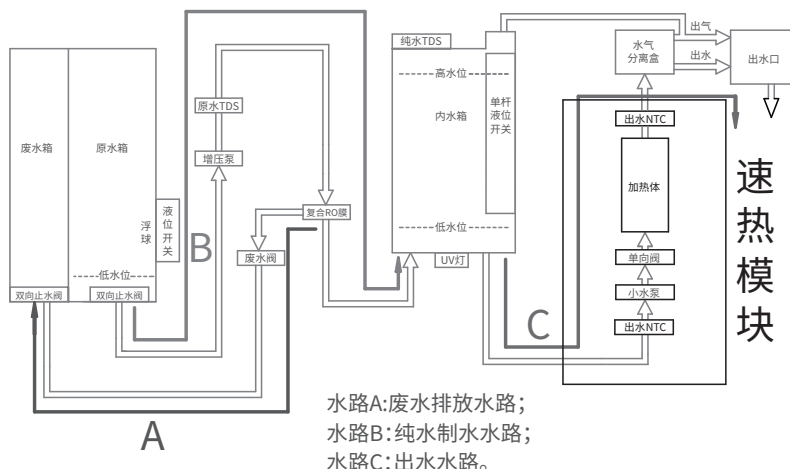 纯水TDS
出气
水气
分离盒
出水
出水口
高水位
原水TDS
单杆
液位
开关
内水箱
出水NTC
废水箱
原水箱
增压泵
加热体
速热模块
液位开关
浮球
复合RO膜
B
低水位
废水阀
UV灯
单向阀
低水位
双向止水阀
双向止水阀
小水泵
C
出水NTC
A
水路A:废水排放水路；
水路B：纯水制水水路；
水路C：出水水路。